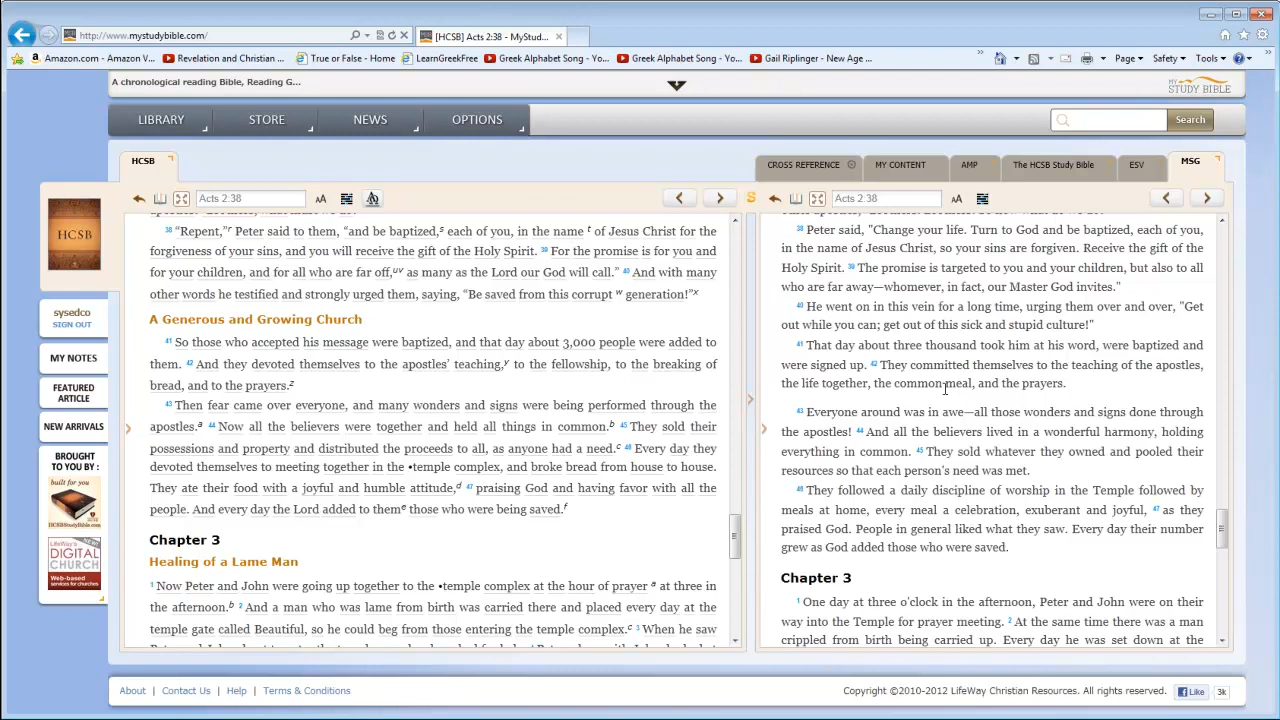 http://www.mystudybible.com/
[HCSB] Acts 2:38 - MyStud...
Amazon.com - Amazon V...
Revelation and Christian ...
True or False - Home
LearnGreekFree
Greek Alphabet Song - Yo...
Greek Alphabet Song - Yo...
Gail Riplinger - New Age ...
Page
Safety
Tools
A chronological reading Bible, Reading G...
MY
STUDY BIBLE
LIBRARY
STORE
NEWS
OPTIONS
Search
HCSB
CROSS REFERENCE
MY CONTENT
AMP
The HCSB Study Bible
ESV
MSG
Acts 2:38
AA
S
Acts 2:38
AA
HCSB
sysedco
SIGN OUT
MY NOTES
FEATURED
ARTICLE
NEW ARRIVALS
BROUGHT
TO YOU BY :
built for you
HCSBStudyBible.com
LifeWay's
DIGITAL
CHURCH
Web-based
services for churches
38 “Repent,”r Peter said to them, “and be baptized,s each of you, in the name t of Jesus Christ for the
forgiveness of your sins, and you will receive the gift of the Holy Spirit. 39 For the promise is for you and
for your children, and for all who are far off,uv as many as the Lord our God will call.” 40 And with many
other words he testified and strongly urged them, saying, “Be saved from this corrupt w generation!”x
A Generous and Growing Church
41 So those who accepted his message were baptized, and that day about 3,000 people were added to
them. 42 And they devoted themselves to the apostles’ teaching,y to the fellowship, to the breaking of
bread, and to the prayers.z
43 Then fear came over everyone, and many wonders and signs were being performed through the
apostles.a 44 Now all the believers were together and held all things in common.b 45 They sold their
possessions and property and distributed the proceeds to all, as anyone had a need.c 46 Every day they
devoted themselves to meeting together in the •temple complex, and broke bread from house to house.
They ate their food with a joyful and humble attitude,d 47 praising God and having favor with all the
people. And every day the Lord added to theme those who were being saved.f
Chapter 3
Healing of a Lame Man
1 Now Peter and John were going up together to the •temple complex at the hour of prayer a at three in
the afternoon.b 2 And a man who was lame from birth was carried there and placed every day at the
temple gate called Beautiful, so he could beg from those entering the temple complex.c 3 When he saw
38 Peter said, "Change your life. Turn to God and be baptized, each of you,
in the name of Jesus Christ, so your sins are forgiven. Receive the gift of the
Holy Spirit. 39 The promise is targeted to you and your children, but also to all
who are far away—whomever, in fact, our Master God invites."
40 He went on in this vein for a long time, urging them over and over, "Get
out while you can; get out of this sick and stupid culture!"
41 That day about three thousand took him at his word, were baptized and
were signed up. 42 They committed themselves to the teaching of the apostles,
the life together, the common meal, and the prayers.
43 Everyone around was in awe—all those wonders and signs done through
the apostles! 44 And all the believers lived in a wonderful harmony, holding
everything in common. 45 They sold whatever they owned and pooled their
resources so that each person's need was met.
46 They followed a daily discipline of worship in the Temple followed by
meals at home, every meal a celebration, exuberant and joyful, 47 as they
praised God. People in general liked what they saw. Every day their number
grew as God added those who were saved.
Chapter 3
1 One day at three o'clock in the afternoon, Peter and John were on their
way into the Temple for prayer meeting. 2 At the same time there was a man
crippled from birth being carried up. Every day he was set down at the
About | Contact Us | Help | Terms & Conditions
Copyright ©2010-2012 LifeWay Christian Resources. All rights reserved.
Like
3k